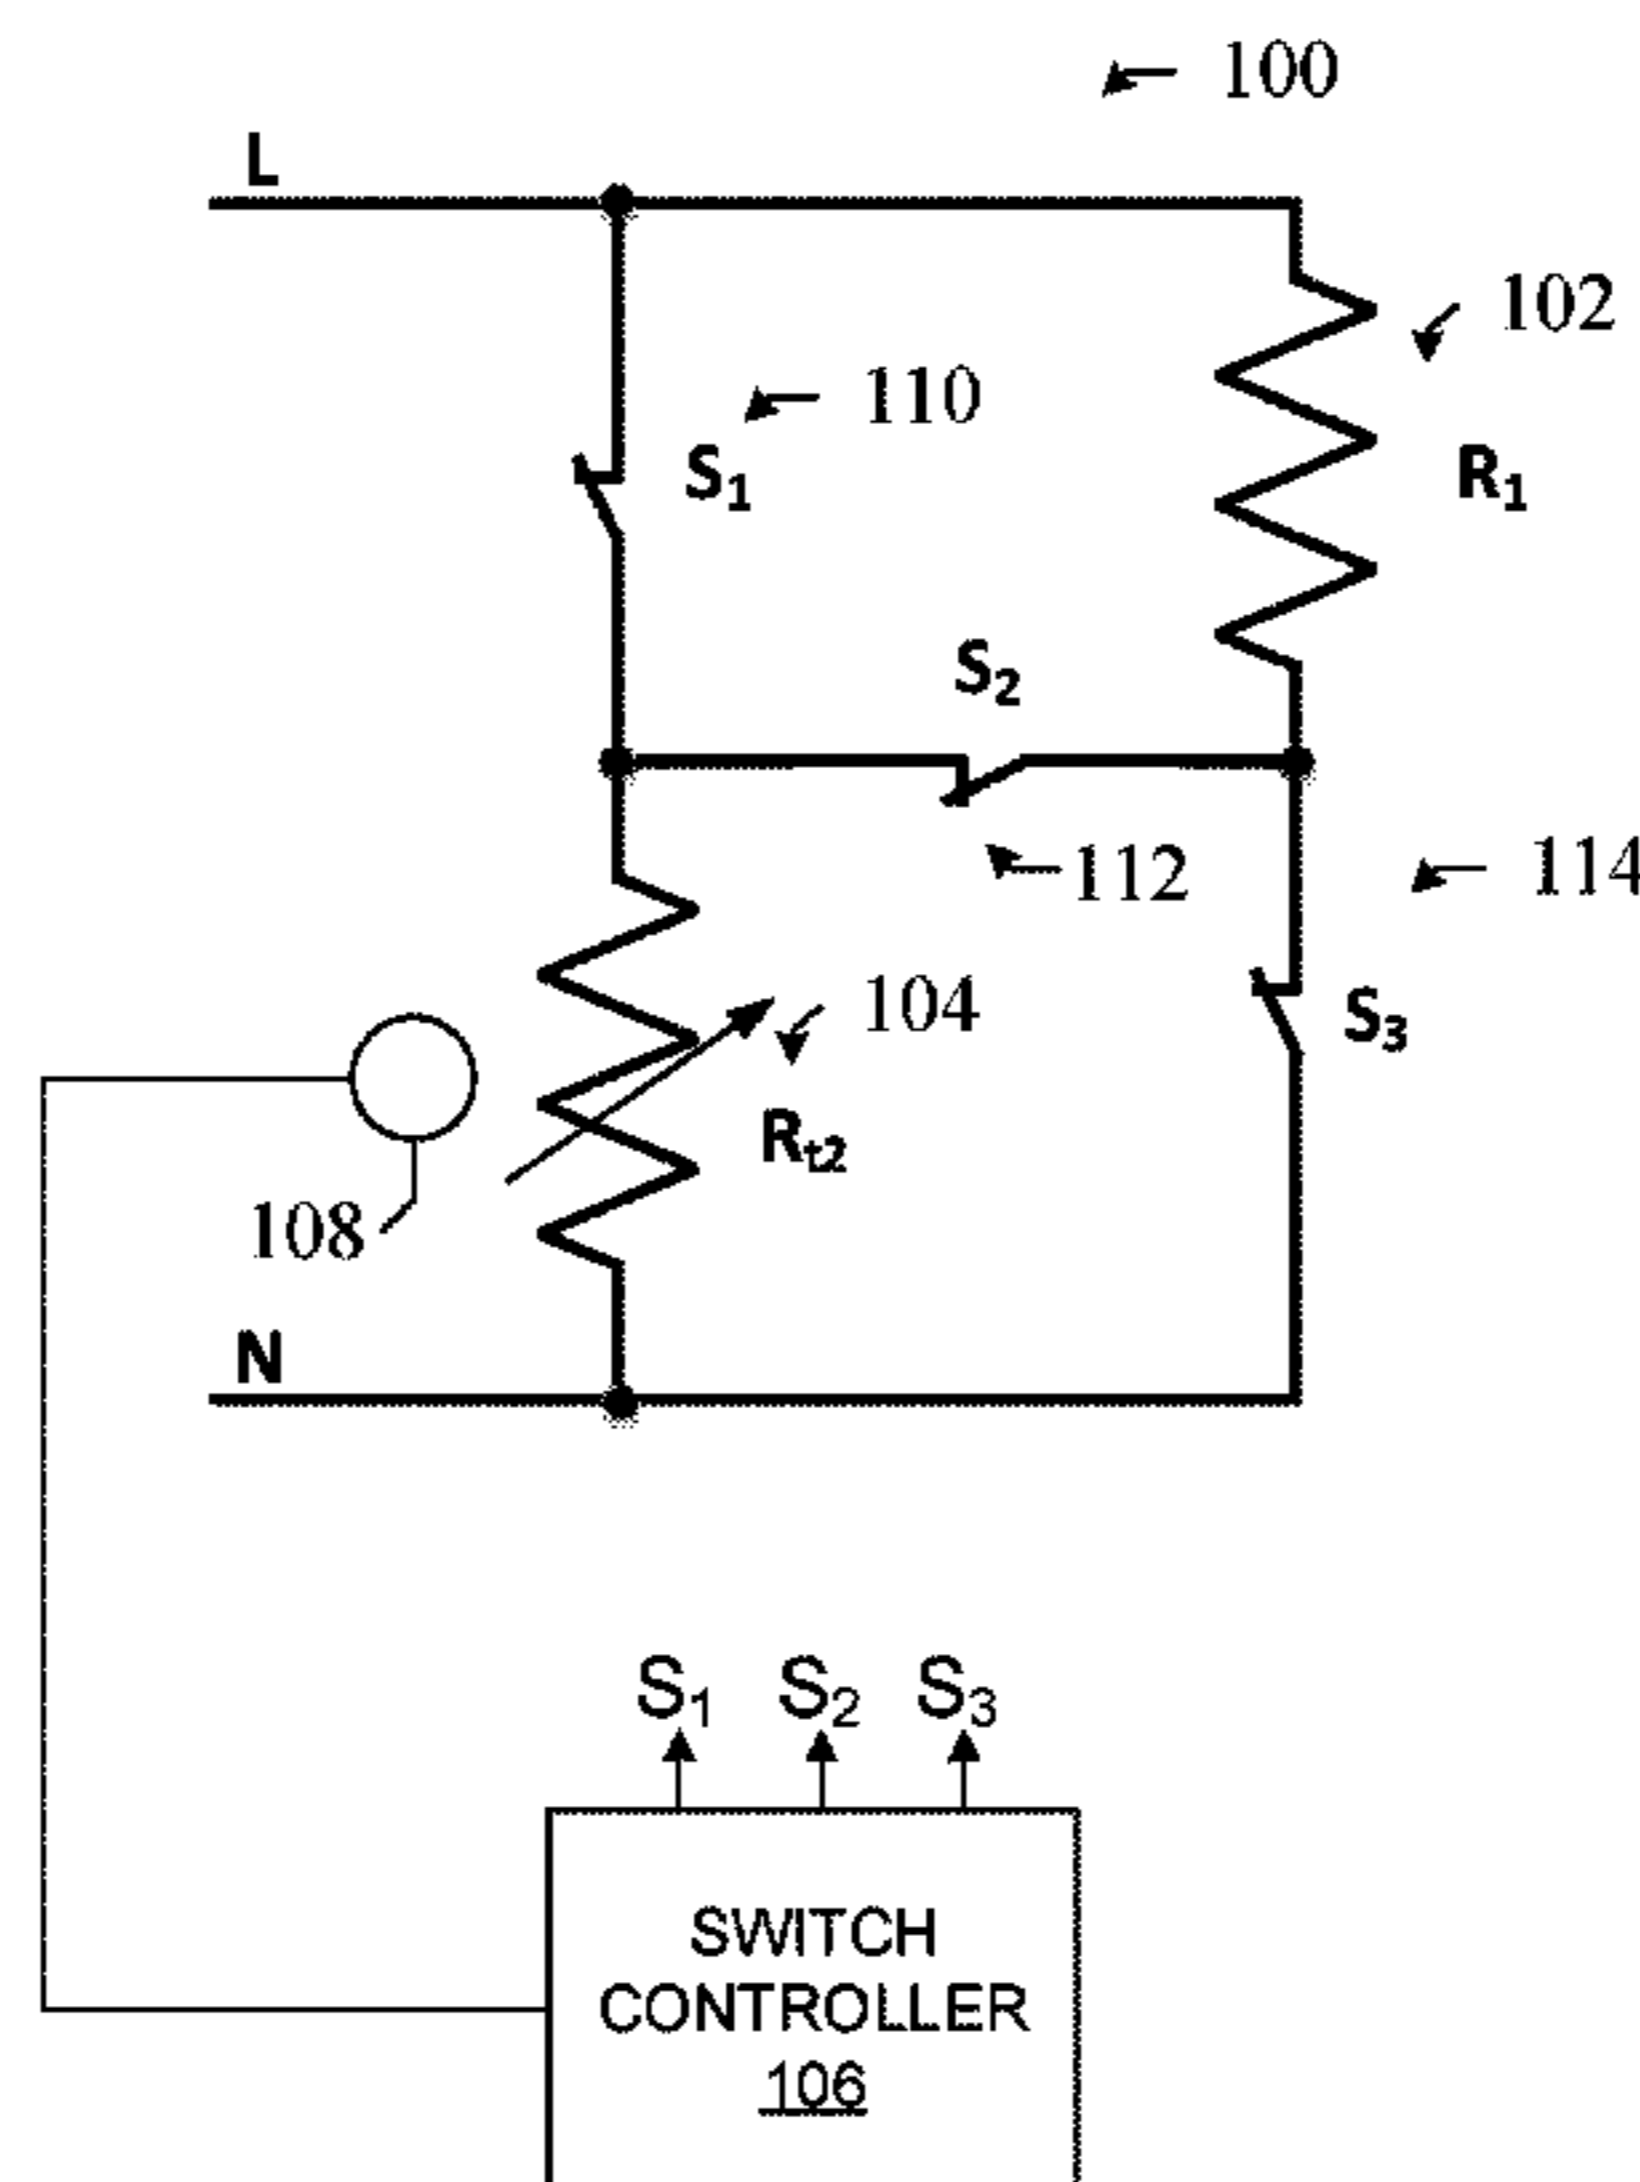 100
L
102
110
S1
R1
S2
112
114
104
S3
Rt2
108
N
S1 S2 S3
SWITCH
CONTROLLER
106